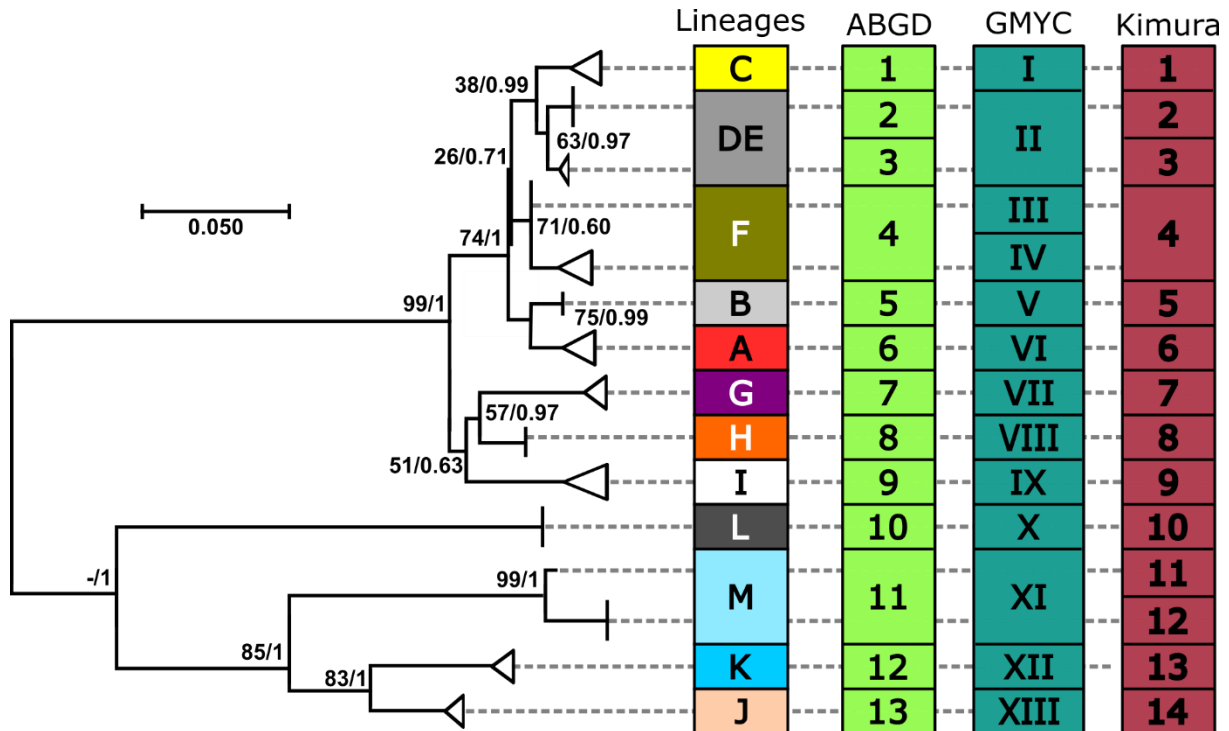 Lineages ABGD GMYC Kimura
38/0.99 C 1 I 1
63/0.97 DE 2 3 II 2 3
26/0.71
0.050
74/1 71/0.60 F 4 III IV 4
99/1 75/0.99 B 5 V 5
A 6 VI 6
57/0.97 G 7 VII 7
H 8 VIII 8
51/0.63 I 9 IX 9
L 10 X 10
-/1 99/1 M 11 XI 11 12
85/1 K 12 XII 13
83/1 J 13 XIII 14